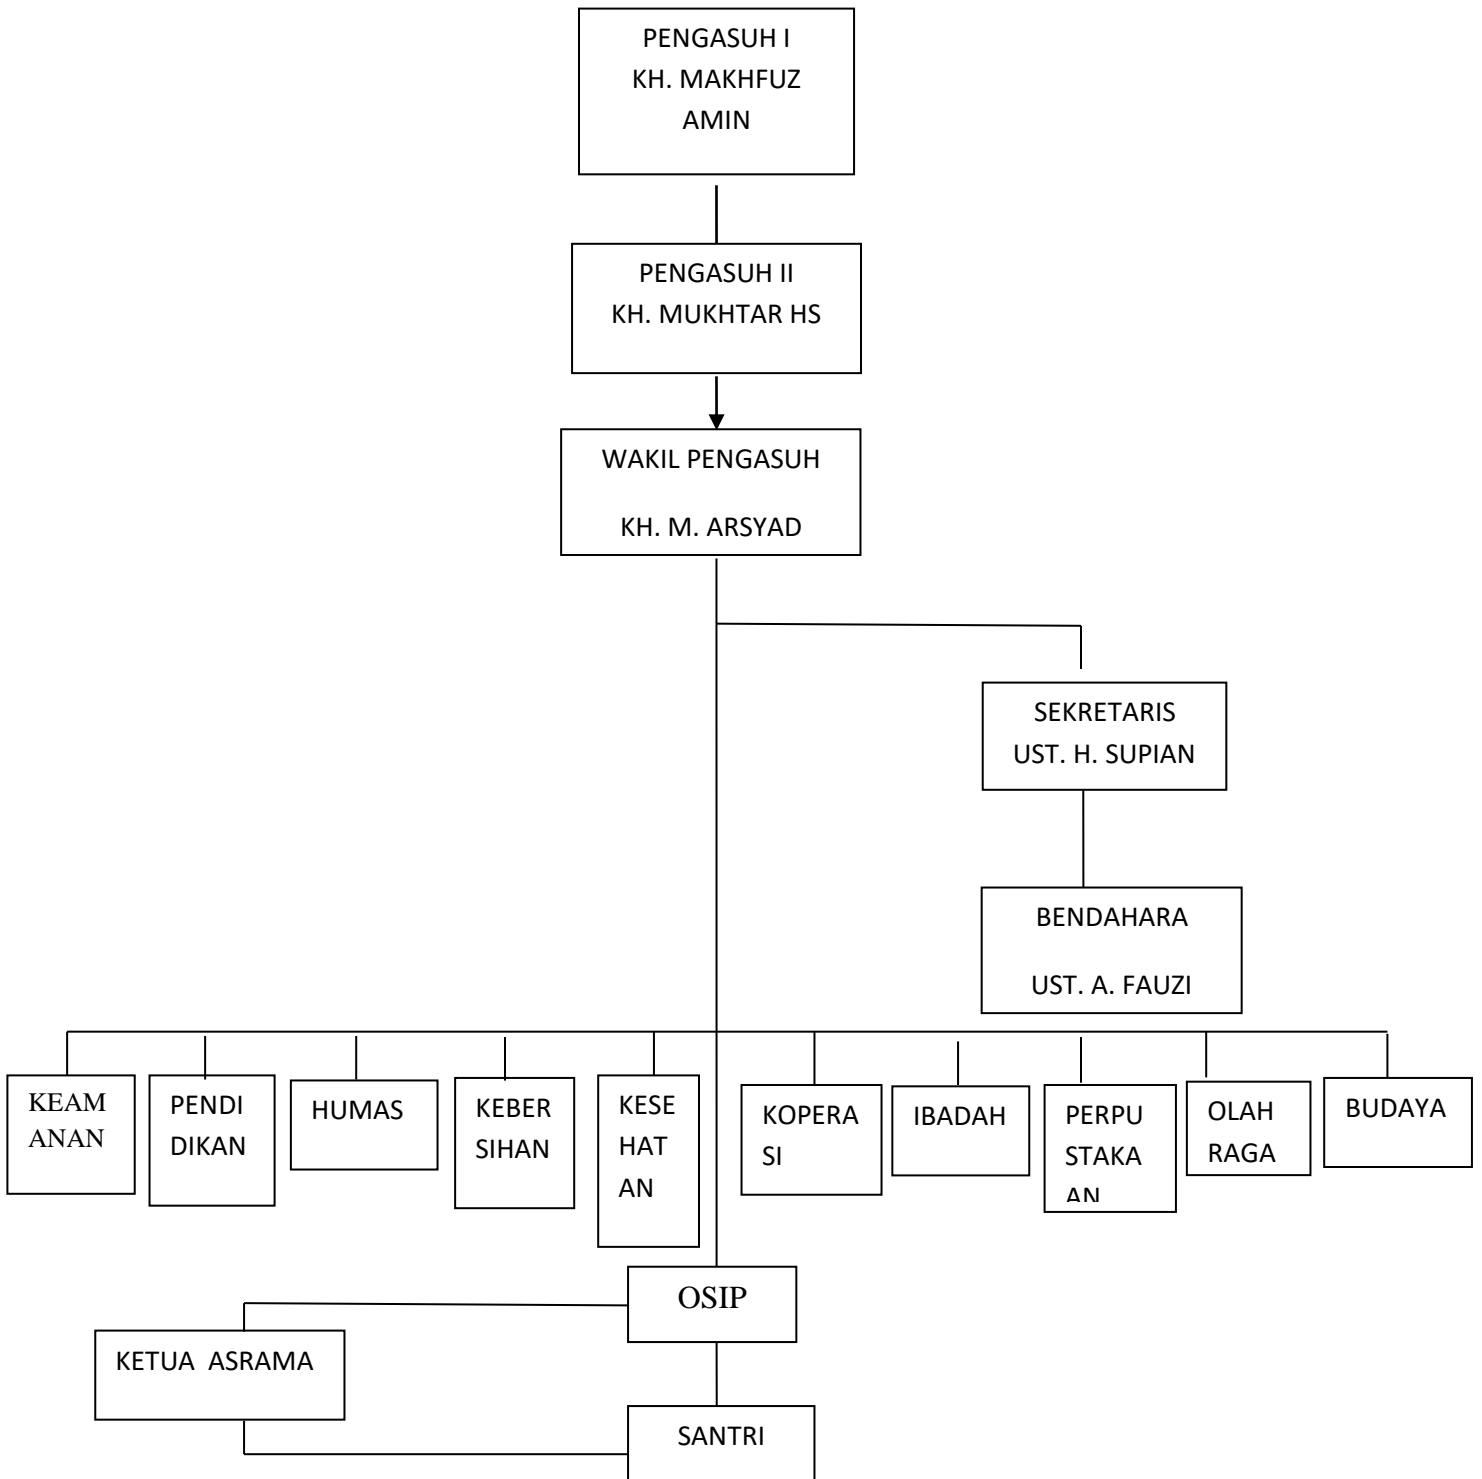 PENGASUH I
KH. MAKHFUZ
AMIN
PENGASUH II
KH. MUKHTAR HS
WAKIL PENGASUH
KH. M. ARSYAD
SEKRETARIS
UST. H. SUPIAN
BENDAHARA
UST. A. FAUZI
KEAM
ANAN
PENDI
DIKAN
HUMAS
KEBER
SIHAN
KESE
HAT
AN
KOPERA
SI
IBADAH
PERPU
STAKA
AN
OLAH
RAGA
BUDAYA
OSIP
KETUA  ASRAMA
SANTRI